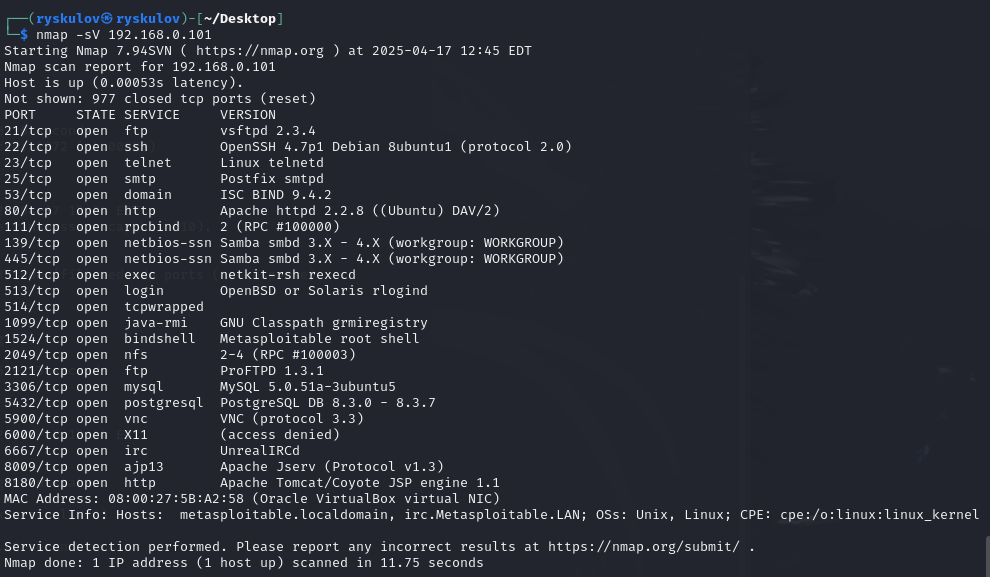 ┌──(ryskulov㉿ryskulov)-[~/Desktop]
└─$ nmap -sV 192.168.0.101
Starting Nmap 7.94SVN ( https://nmap.org ) at 2025-04-17 12:45 EDT
Nmap scan report for 192.168.0.101
Host is up (0.00053s latency).
Not shown: 977 closed tcp ports (reset)
PORT     STATE SERVICE     VERSION
21/tcp   open  ftp         vsftpd 2.3.4
22/tcp   open  ssh         OpenSSH 4.7p1 Debian 8ubuntu1 (protocol 2.0)
23/tcp   open  telnet      Linux telnetd
25/tcp   open  smtp        Postfix smtpd
53/tcp   open  domain      ISC BIND 9.4.2
80/tcp   open  http        Apache httpd 2.2.8 ((Ubuntu) DAV/2)
111/tcp  open  rpcbind     2 (RPC #100000)
139/tcp  open  netbios-ssn Samba smbd 3.X - 4.X (workgroup: WORKGROUP)
445/tcp  open  netbios-ssn Samba smbd 3.X - 4.X (workgroup: WORKGROUP)
512/tcp  open  exec        netkit-rsh rexecd
513/tcp  open  login       OpenBSD or Solaris rlogind
514/tcp  open  tcpwrapped
1099/tcp open  java-rmi    GNU Classpath grmiregistry
1524/tcp open  bindshell   Metasploitable root shell
2049/tcp open  nfs         2-4 (RPC #100003)
2121/tcp open  ftp         ProFTPD 1.3.1
3306/tcp open  mysql       MySQL 5.0.51a-3ubuntu5
5432/tcp open  postgresql  PostgreSQL DB 8.3.0 - 8.3.7
5900/tcp open  vnc         VNC (protocol 3.3)
6000/tcp open  X11         (access denied)
6667/tcp open  irc         UnrealIRCd
8009/tcp open  ajp13       Apache Jserv (Protocol v1.3)
8180/tcp open  http        Apache Tomcat/Coyote JSP engine 1.1
MAC Address: 08:00:27:5B:A2:58 (Oracle VirtualBox virtual NIC)
Service Info: Hosts:  metasploitable.localdomain, irc.Metasploitable.LAN; OSs: Unix, Linux; CPE: cpe:/o:linux:linux_kernel
Service detection performed. Please report any incorrect results at https://nmap.org/submit/ .
Nmap done: 1 IP address (1 host up) scanned in 11.75 seconds